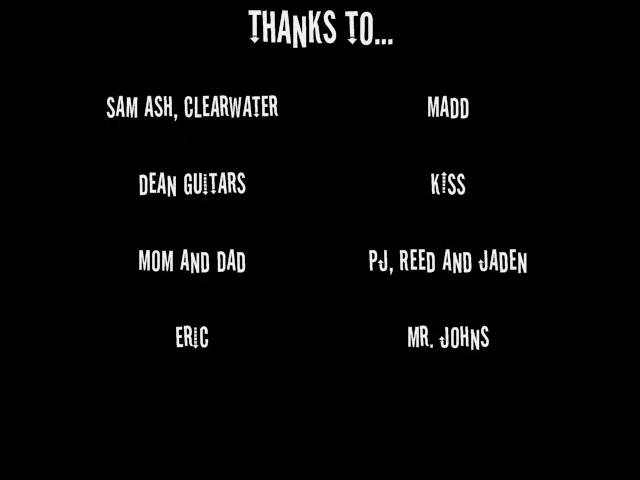 THANKS TO...
SAM ASH, CLEARWATER
MADD
DEAN GUITARS
KISS
MOM AND DAD
PJ, REED AND JADEN
ERIC
MR. JOHNS